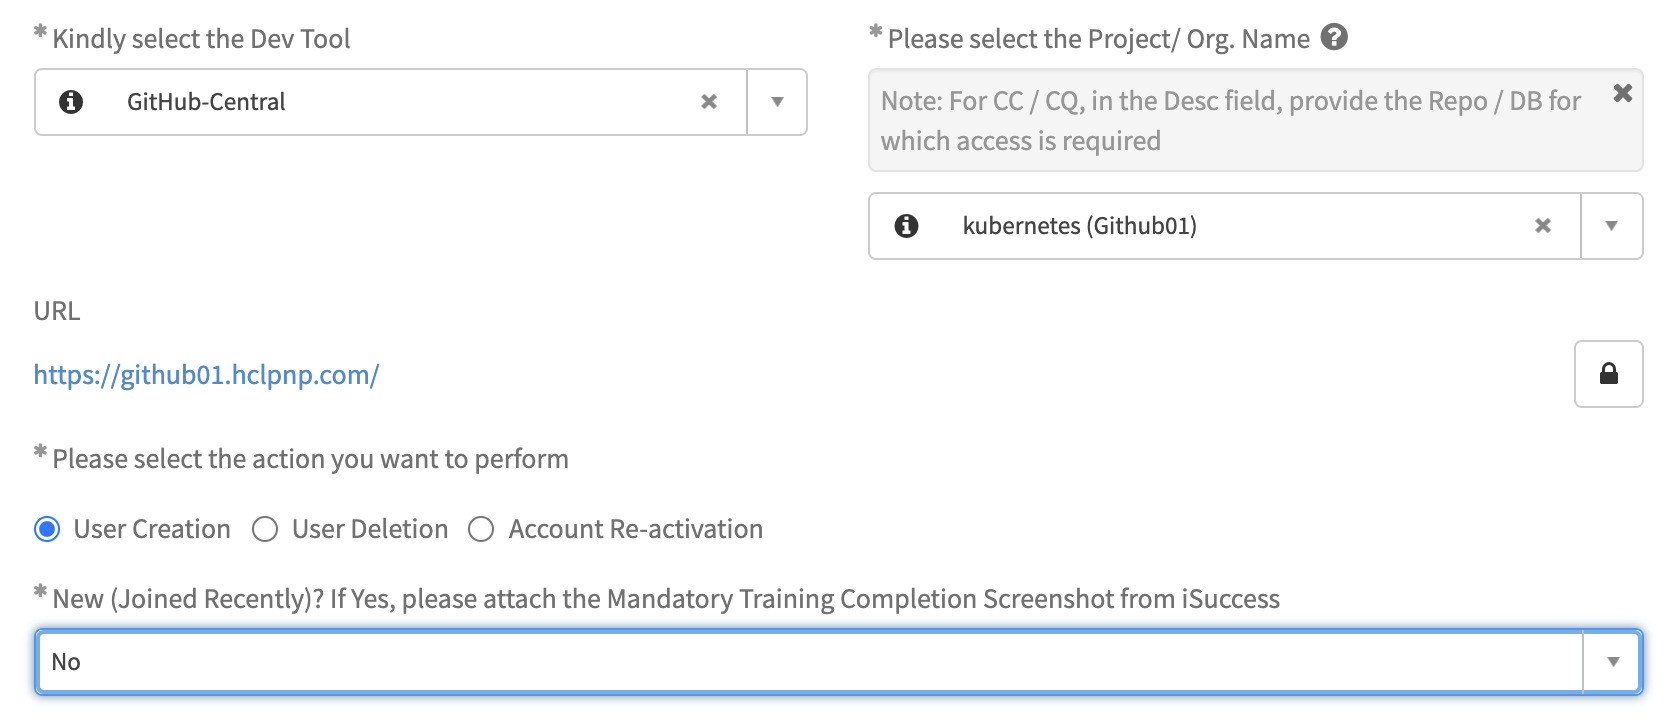 * Kindly select the Dev Tool
GitHub-Central
* Please select the Project/ Org. Name
Note: For CC / CQ, in the Desc field, provide the Repo / DB for
which access is required
kubernetes (Github01)
URL
https://github01.hclpnp.com/
* Please select the action you want to perform
User Creation User Deletion Account Re-activation
* New (Joined Recently)? If Yes, please attach the Mandatory Training Completion Screenshot from iSuccess
No